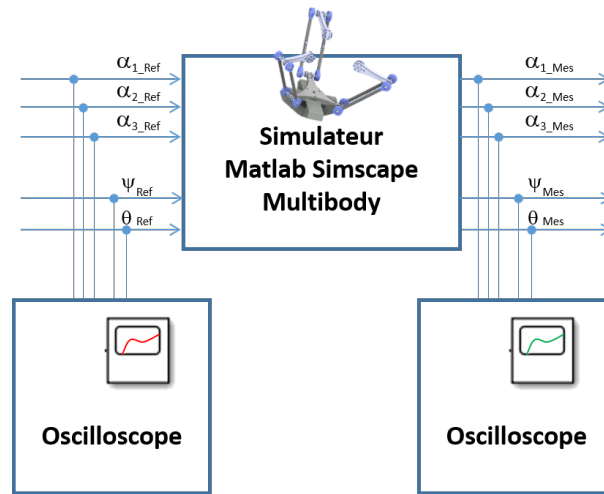 α1_Ref
α2_Ref
α3_Ref
ψRef
θ Ref
Simulateur
Matlab Simscape
Multibody
α1_Mes
α2_Mes
α3_Mes
ψMes
θ Mes
Oscilloscope
Oscilloscope